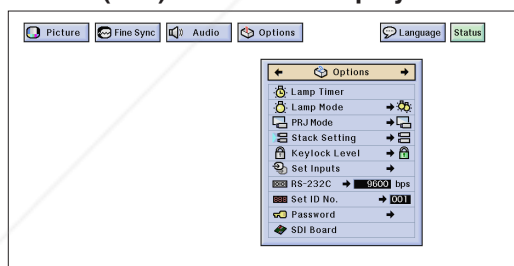 Picture Fine Sync Audio Options Language Status
Options
Lamp Timer
Lamp Mode
PRJ Mode
Stack Setting
Keylock Level
Set Inputs
RS-232C 9600 bps
Set ID No. 001
Password
SDI Board